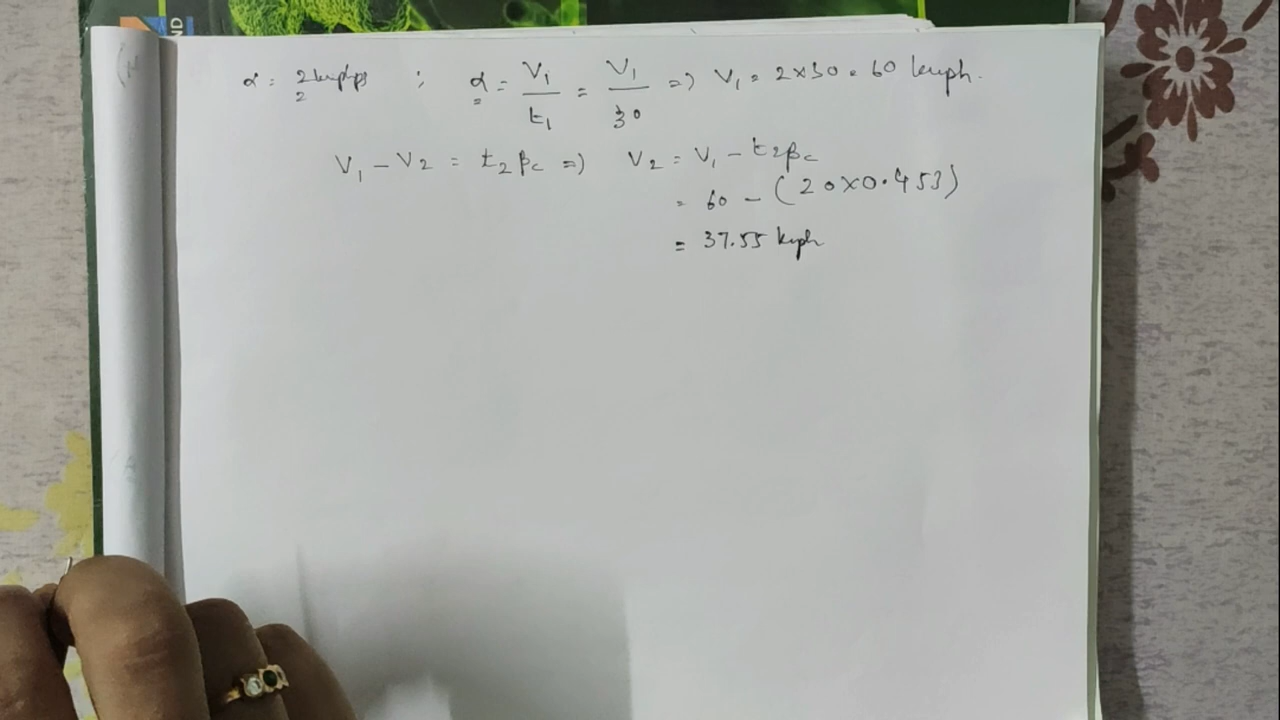 ND
α = 2 kmphps ; α = V₁/t₁ = V₁/30 => V₁ = 2×30 = 60 kmph.
V₁ - V₂ = t₂βc => V₂ = V₁ - t₂βc
= 60 - (20×0.453)
= 37.55 kmph